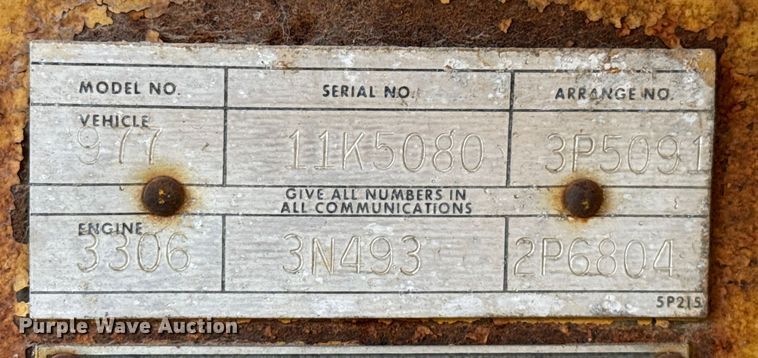 MODEL NO. SERIAL NO. ARRANGE NO.
VEHICLE
977 11K5080 3P5091
GIVE ALL NUMBERS IN
ALL COMMUNICATIONS
ENGINE
3306 3N493 2P6804
5P215
Purple Wave Auction